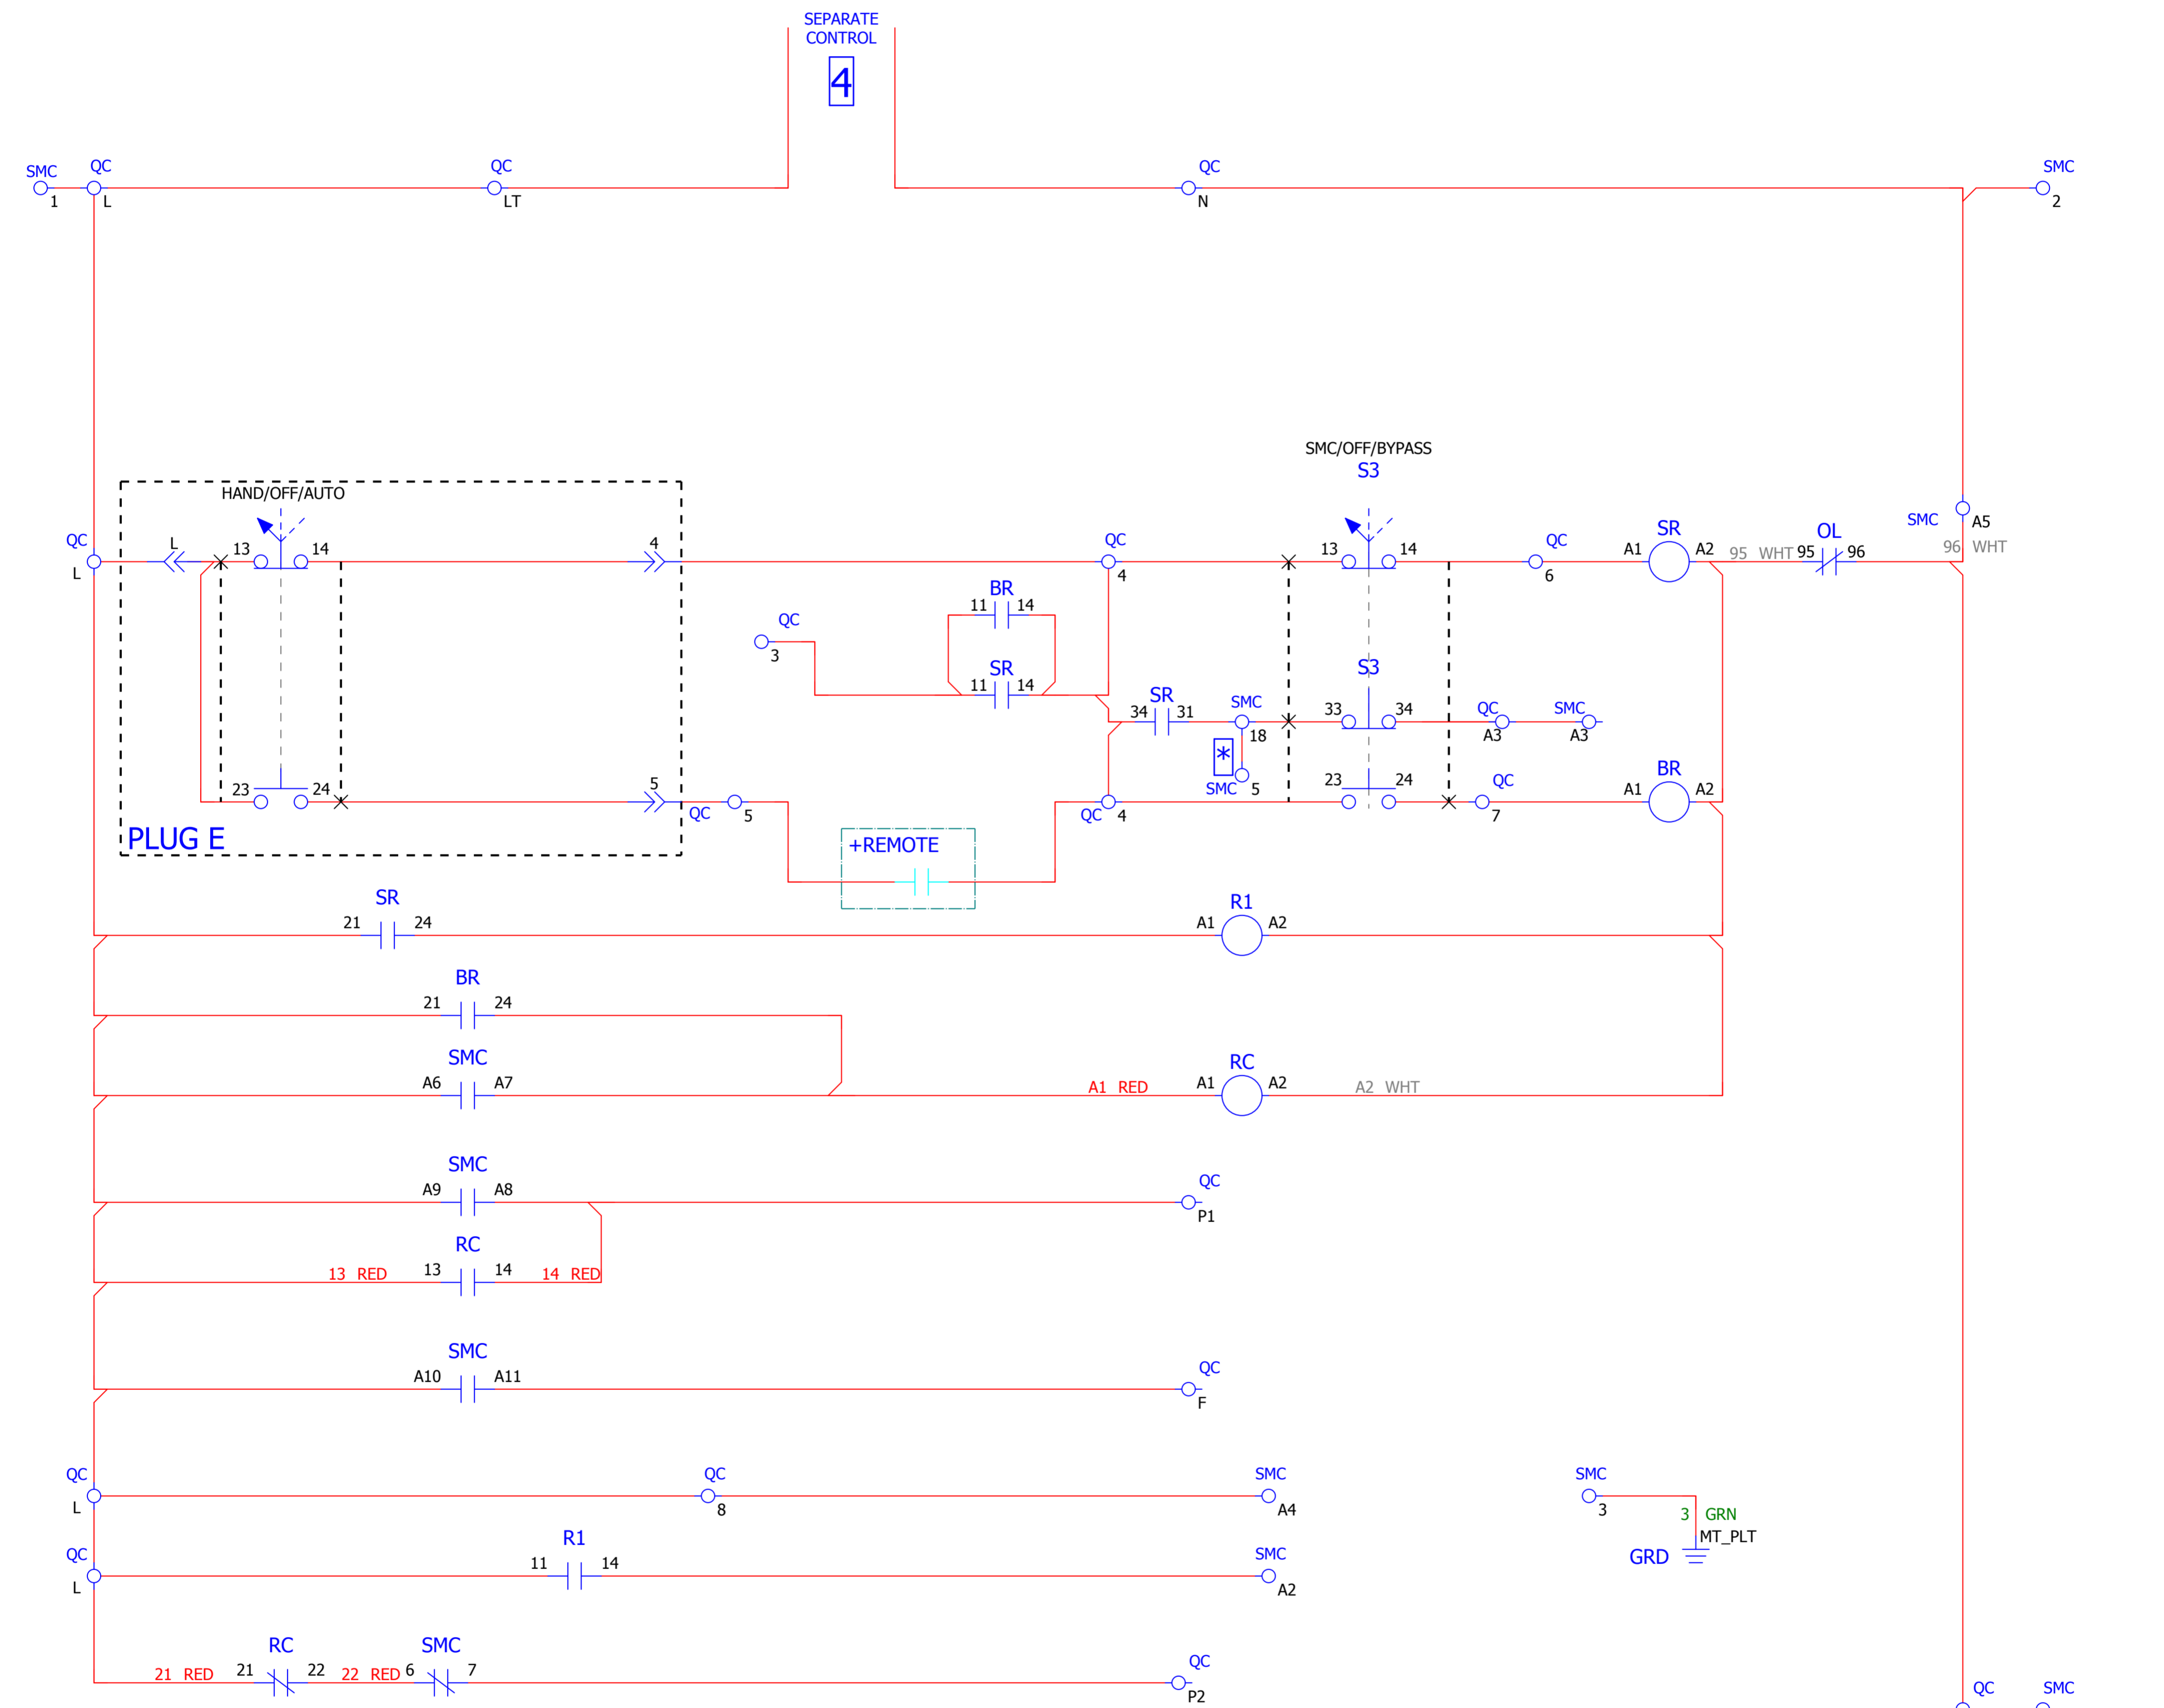 SEPARATE
CONTROL
4
SMC QC QC QC SMC
1 L LT N 2
SMC/OFF/BYPASS
S3
HAND/OFF/AUTO
QC L 13 14 4 QC 13 14 QC SR OL SMC A5
L 4 6 A1 A2 95 WHT 95 96 96 WHT
BR
11 14
QC
3
SR S3
11 14
SR SMC QC SMC
34 31 18 33 34 A3 A3
*
SMC 5
23 24 5 23 24 QC BR
QC 5 QC 4 7 A1 A2
PLUG E
+REMOTE
SR R1
21 24 A1 A2
BR
21 24
SMC RC
A6 A7 A1 RED A1 A2 A2 WHT
SMC QC
A9 A8 P1
RC
13 RED 13 14 14 RED
SMC QC
A10 A11 F
QC QC SMC SMC
L 8 A4 3
3 GRN
MT_PLT
GRD
QC R1 SMC
L 11 14 A2
RC SMC QC
21 RED 21 22 22 RED 6 7 P2
QC SMC